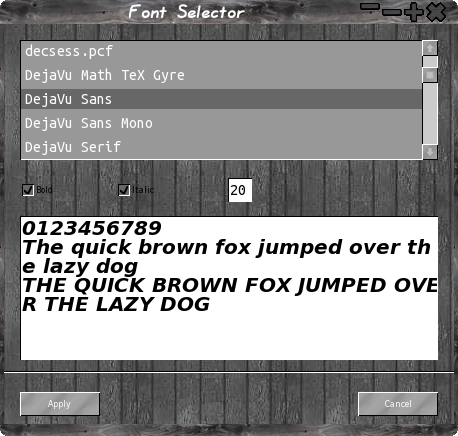 Font Selector
decsess.pcf
DejaVu Math TeX Gyre
DejaVu Sans
DejaVu Sans Mono
DejaVu Serif
Bold Italic 20
0123456789
The quick brown fox jumped over th
e lazy dog
THE QUICK BROWN FOX JUMPED OVE
R THE LAZY DOG
Apply Cancel